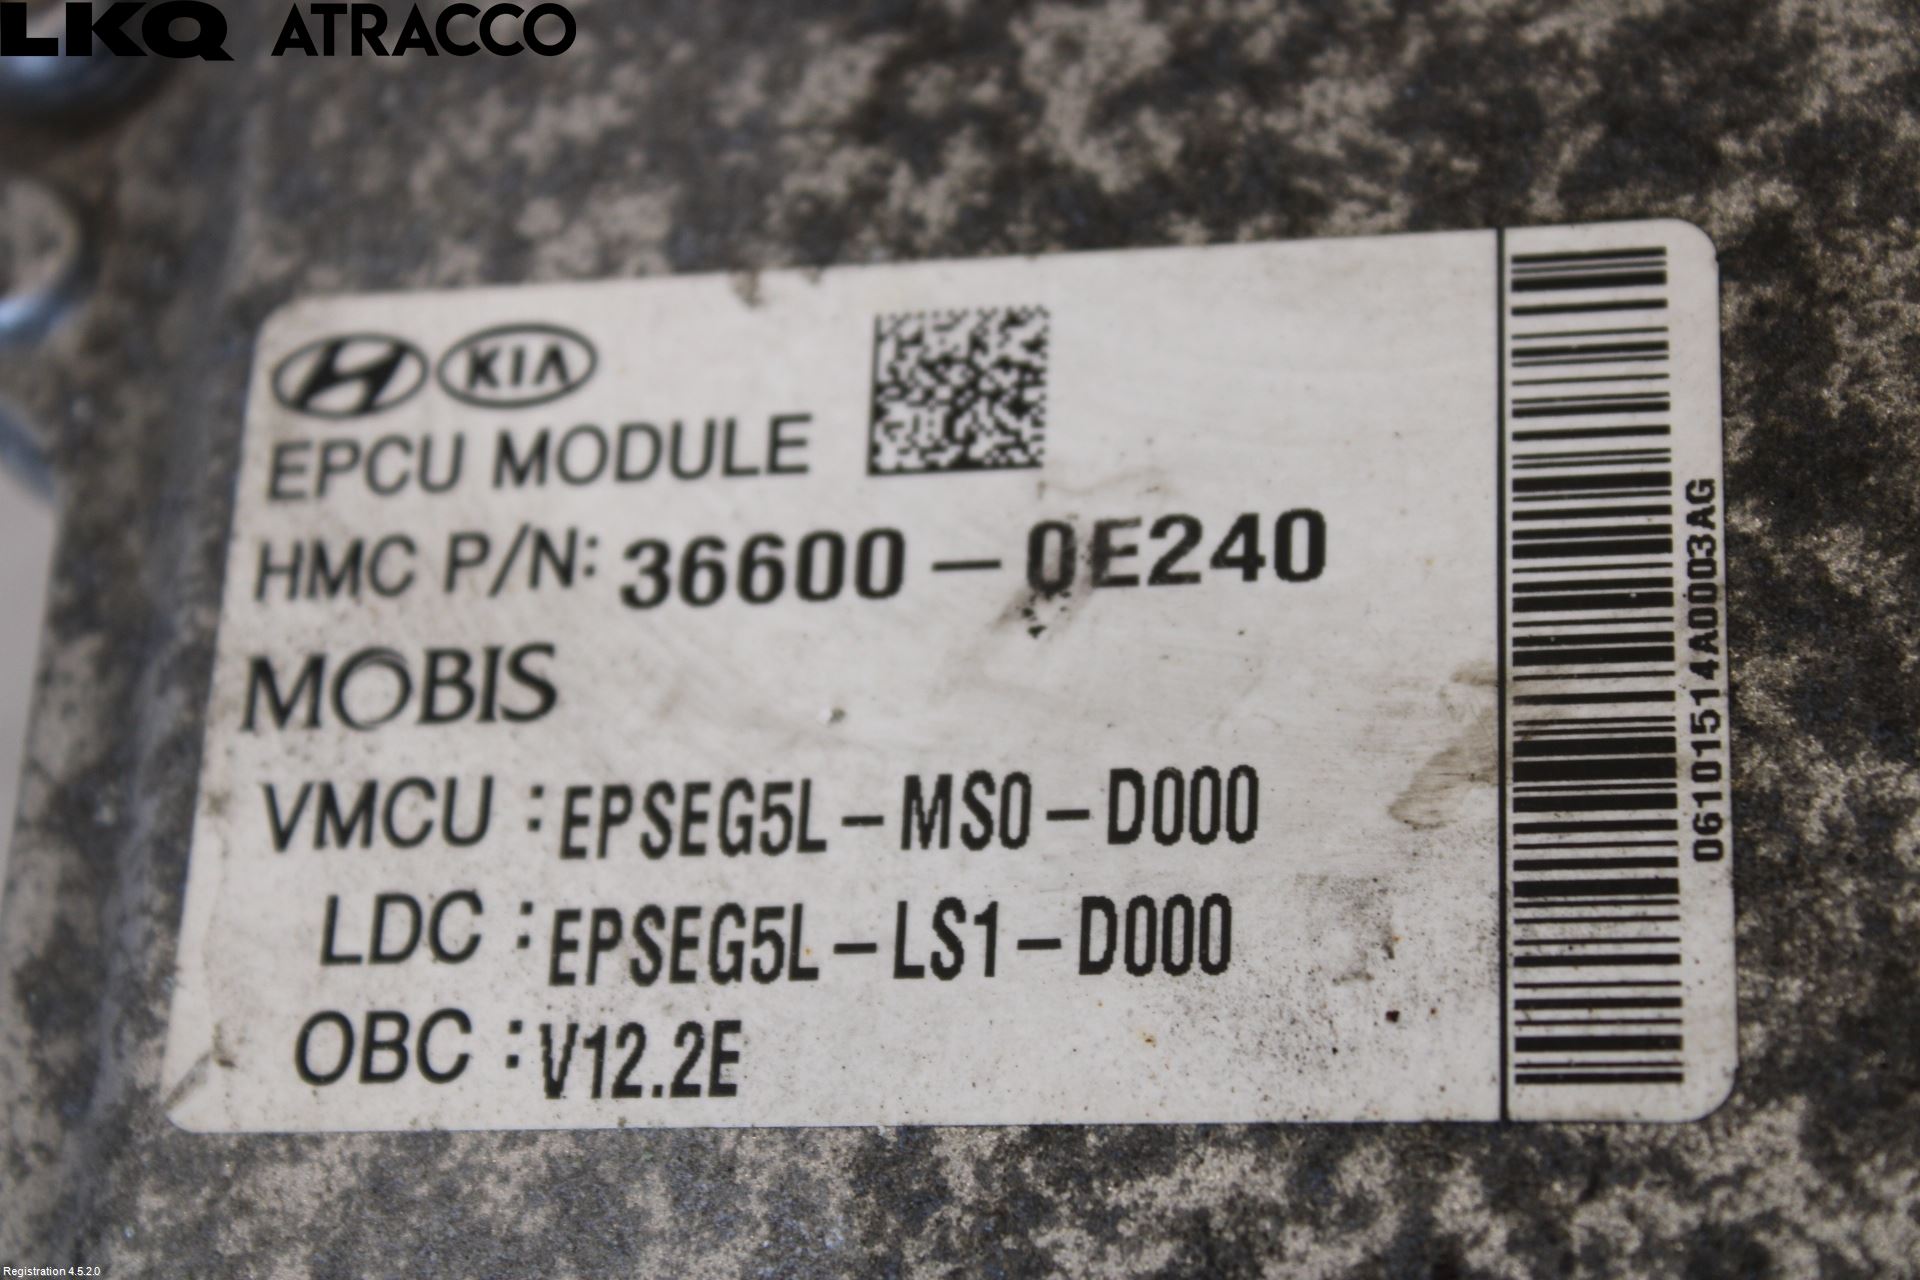 LKQ ATRACCO
KIA
EPCU MODULE
HMC P/N: 36600 - 0E240
MOBIS
VMCU : EPSEG5L - MS0 - D000
LDC : EPSEG5L - LS1 - D000
OBC : V12.2E
06101514A0003AG
Registration 4.5.2.0